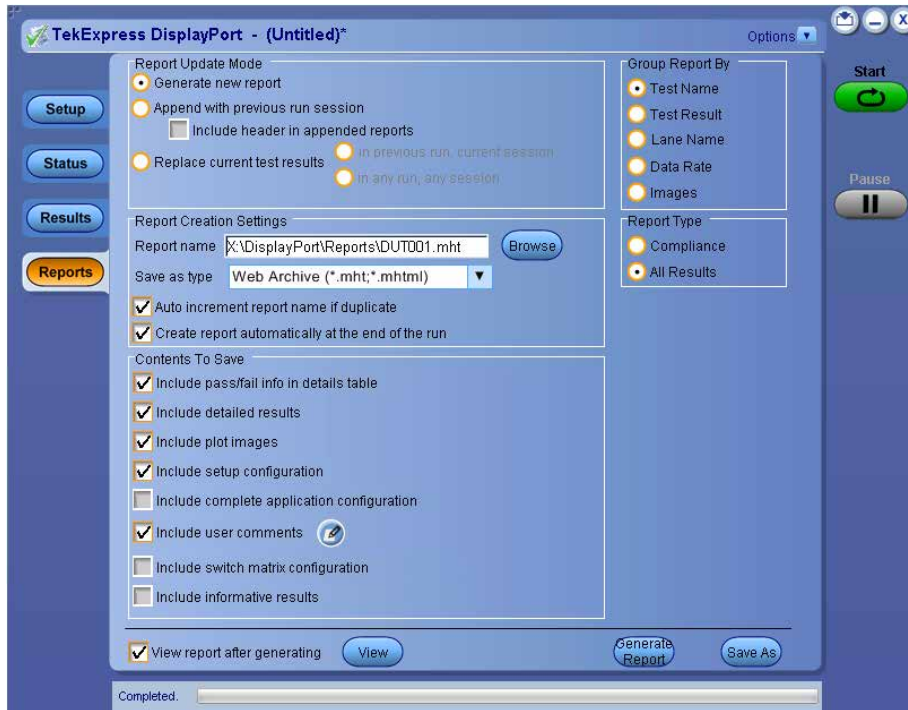 TekExpress DisplayPort - (Untitled)*
Options
X
Start
Pause
Setup
Status
Results
Reports
Report Update Mode
Generate new report
Append with previous run session
Include header in appended reports
Replace current test results
In previous run, current session
In any run, any session
Group Report By
Test Name
Test Result
Lane Name
Data Rate
Images
Report Creation Settings
Report name X:\DisplayPort\Reports\DUT001.mht Browse
Save as type Web Archive (*.mht;*.mhtml)
Auto increment report name if duplicate
Create report automatically at the end of the run
Report Type
Compliance
All Results
Contents To Save
Include pass/fail info in details table
Include detailed results
Include plot images
Include setup configuration
Include complete application configuration
Include user comments
Include switch matrix configuration
Include informative results
View report after generating View
Generate
Report
Save As
Completed.